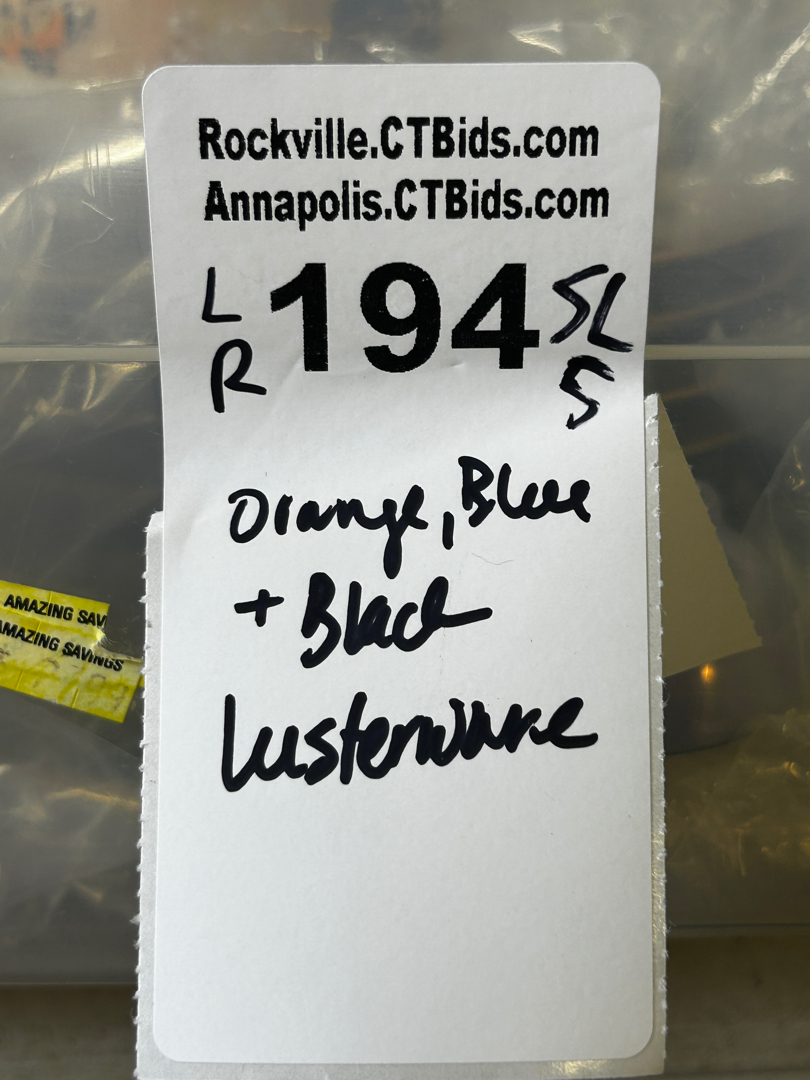 Rockville.CTBids.com
Annapolis.CTBids.com
L 194 SL
R 5
Orange, Blue
+ Black
Lusterware
AMAZING SAV
AMAZING SAVINGS